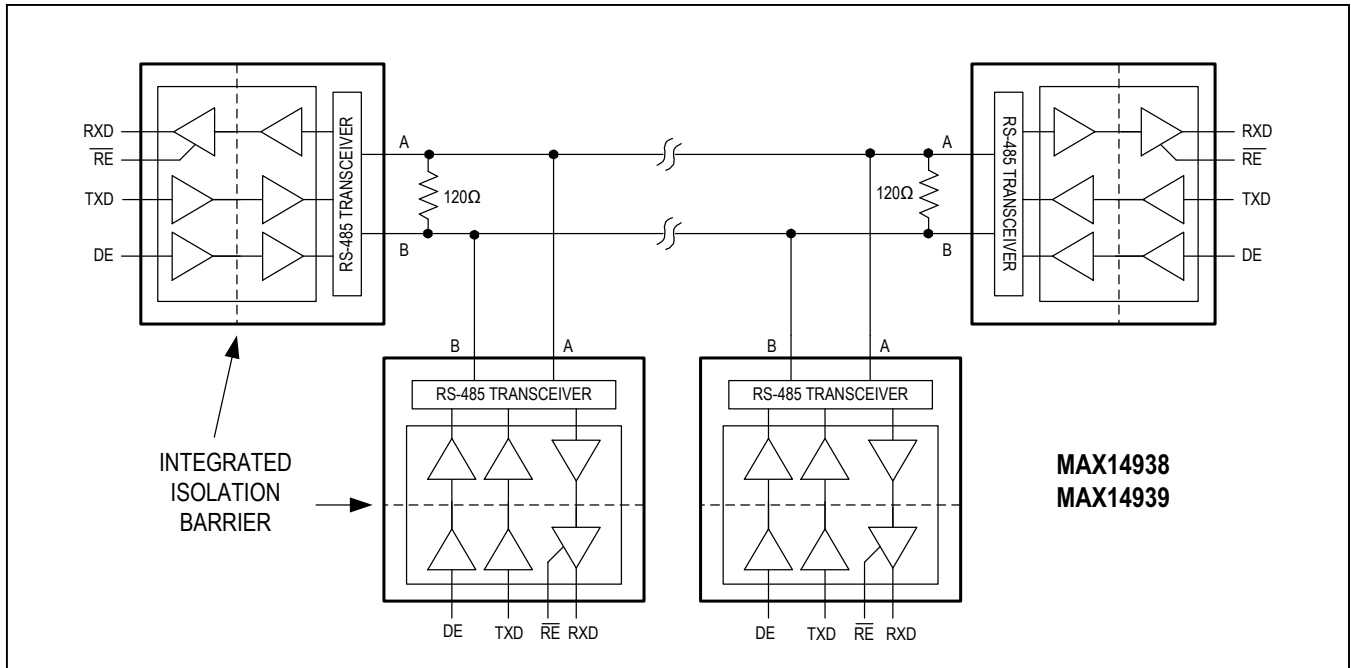 RXD
RE
TXD
DE
RS-485 TRANSCEIVER
A
B
120Ω
120Ω
A
B
RS-485 TRANSCEIVER
RXD
RE
TXD
DE
INTEGRATED
ISOLATION
BARRIER
B
A
RS-485 TRANSCEIVER
DE
TXD
RE
RXD
B
A
RS-485 TRANSCEIVER
DE
TXD
RE
RXD
MAX14938
MAX14939